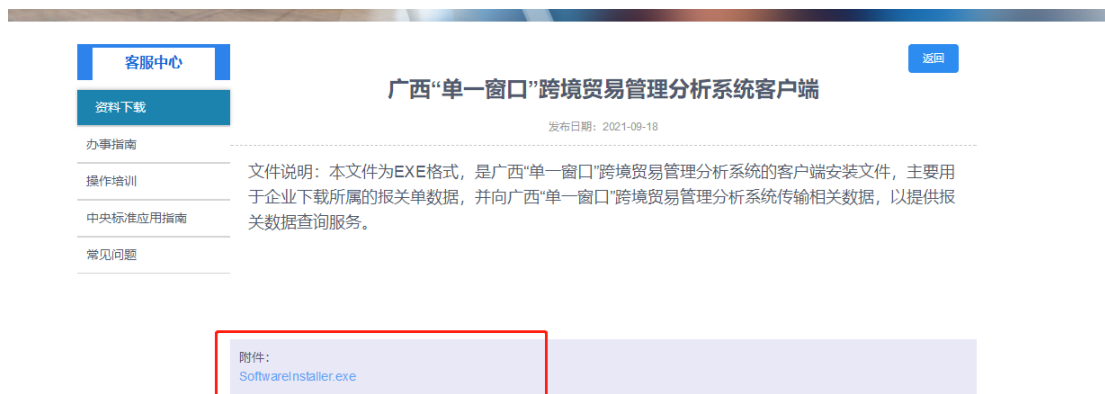 客服中心
返回
广西“单一窗口”跨境贸易管理分析系统客户端
资料下载
发布日期：2021-09-18
办事指南
文件说明：本文件为EXE格式，是广西“单一窗口”跨境贸易管理分析系统的客户端安装文件，主要用
于企业下载所属的报关单数据，并向广西“单一窗口”跨境贸易管理分析系统传输相关数据，以提供报
关数据查询服务。
操作培训
中央标准应用指南
常见问题
附件：
SoftwareInstaller.exe